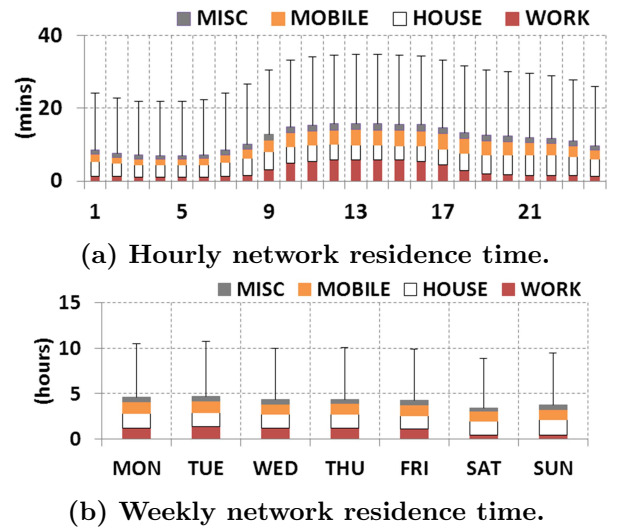 MISC MOBILE HOUSE WORK
40
20
0
(mins)
1 5 9 13 17 21
(a) Hourly network residence time.
MISC MOBILE HOUSE WORK
15
10
5
0
(hours)
MON TUE WED THU FRI SAT SUN
(b) Weekly network residence time.